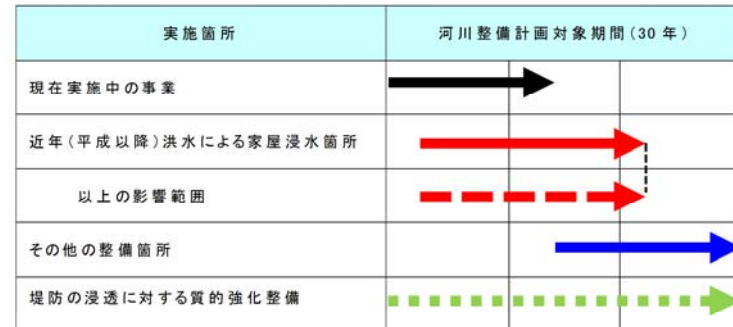 実施箇所
河川整備計画対象期間(30年)
現在実施中の事業
近年(平成以降)洪水による家屋浸水箇所
以上の影響範囲
その他の整備箇所
堤防の浸透に対する質的強化整備